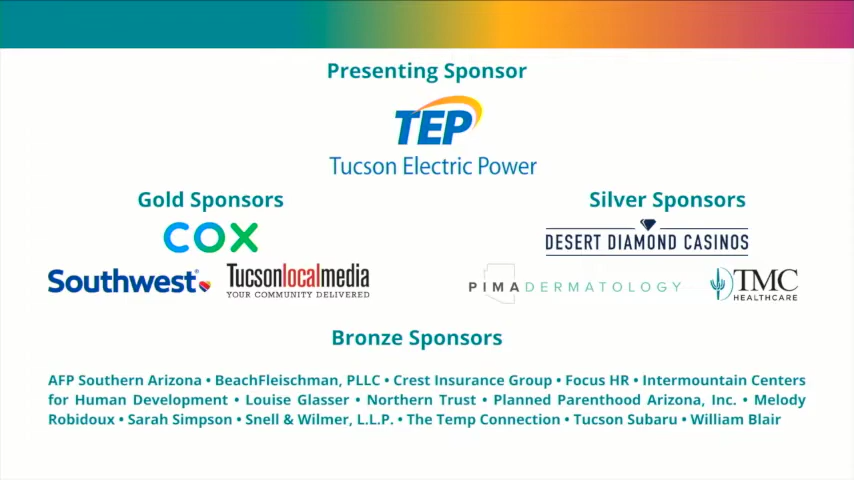 Presenting Sponsor
TEP
Tucson Electric Power
Gold Sponsors
COX
Southwest®
Tucsonlocalmedia
YOUR COMMUNITY DELIVERED
Silver Sponsors
DESERT DIAMOND CASINOS
PIMADERMATOLOGY
TMC
HEALTHCARE
Bronze Sponsors
AFP Southern Arizona • BeachFleischman, PLLC • Crest Insurance Group • Focus HR • Intermountain Centers
for Human Development • Louise Glasser • Northern Trust • Planned Parenthood Arizona, Inc. • Melody
Robidoux • Sarah Simpson • Snell & Wilmer, L.L.P. • The Temp Connection • Tucson Subaru • William Blair